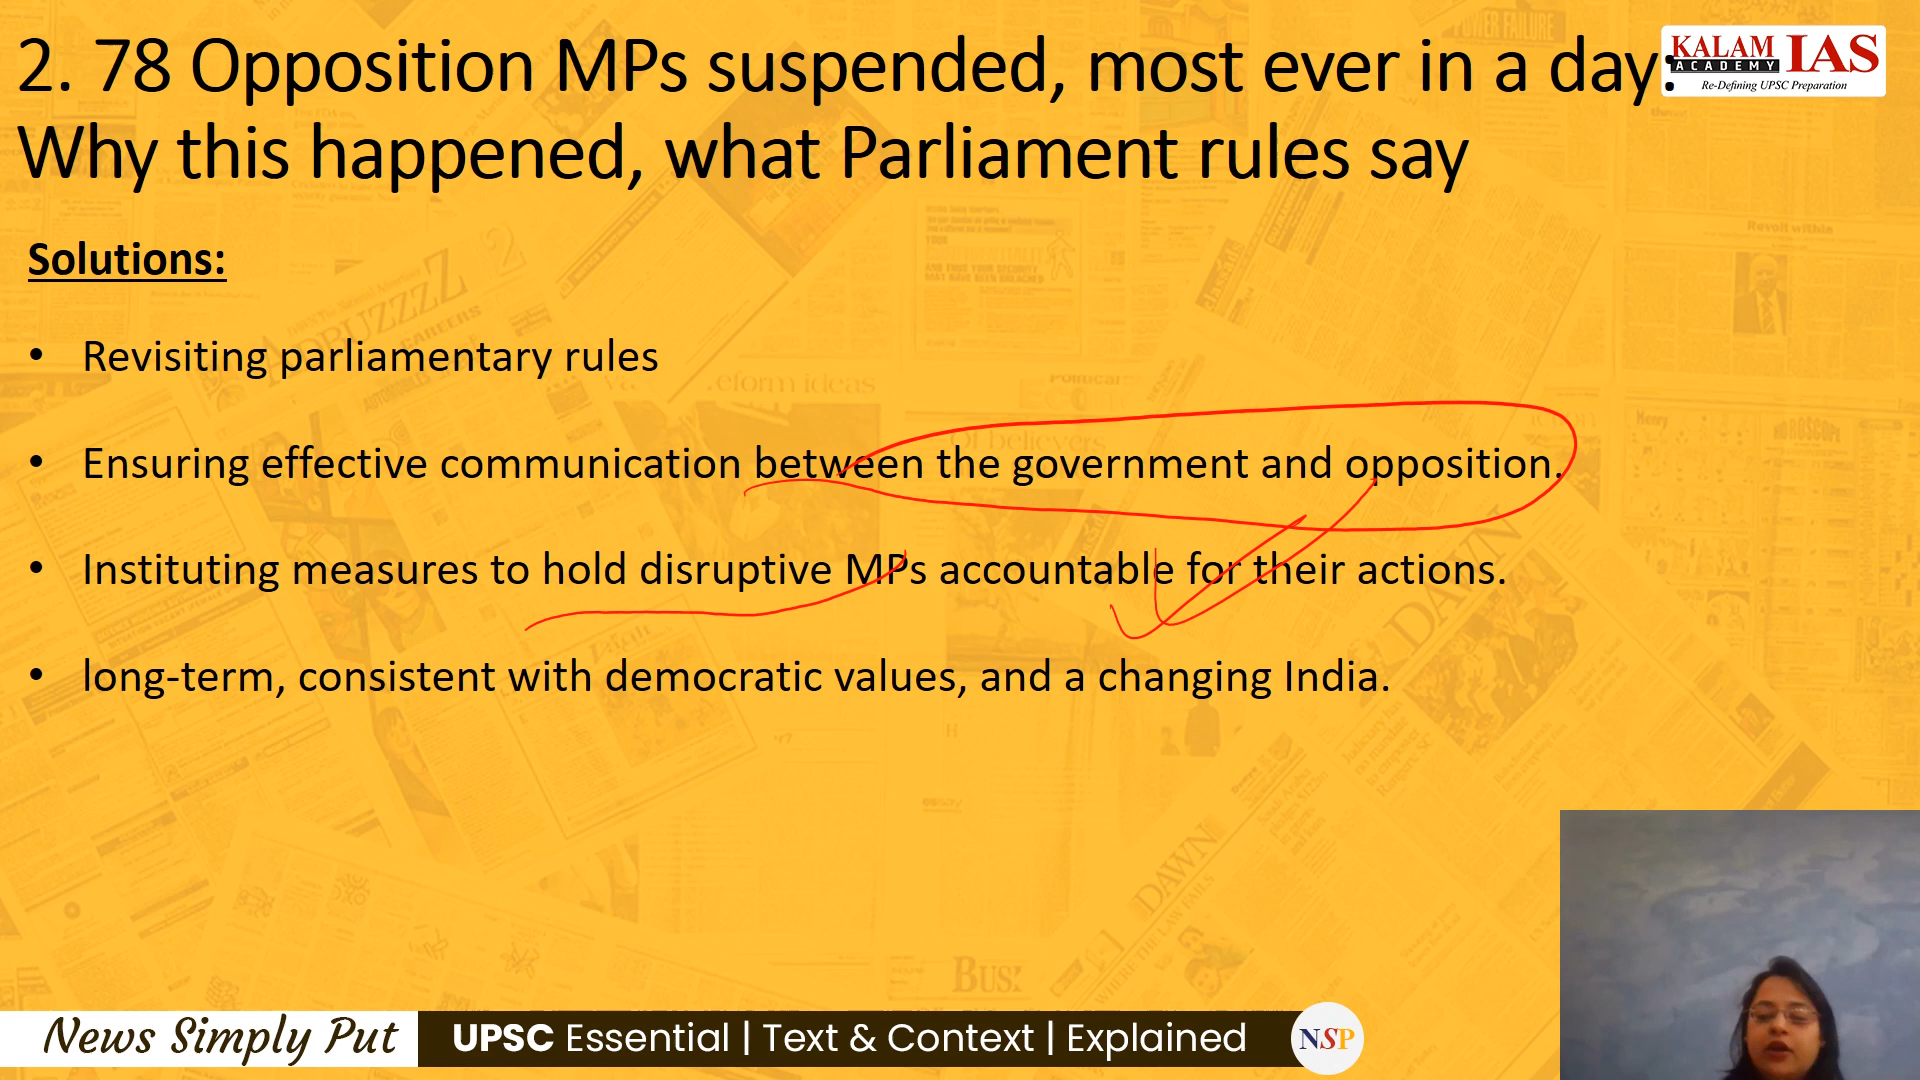 2. 78 Opposition MPs suspended, most ever in a day:
Why this happened, what Parliament rules say
KALAM IAS
ACADEMY
Re-Defining UPSC Preparation
Solutions:
• Revisiting parliamentary rules
• Ensuring effective communication between the government and opposition.
• Instituting measures to hold disruptive MPs accountable for their actions.
• long-term, consistent with democratic values, and a changing India.
News Simply Put
UPSC Essential | Text & Context | Explained
NSP